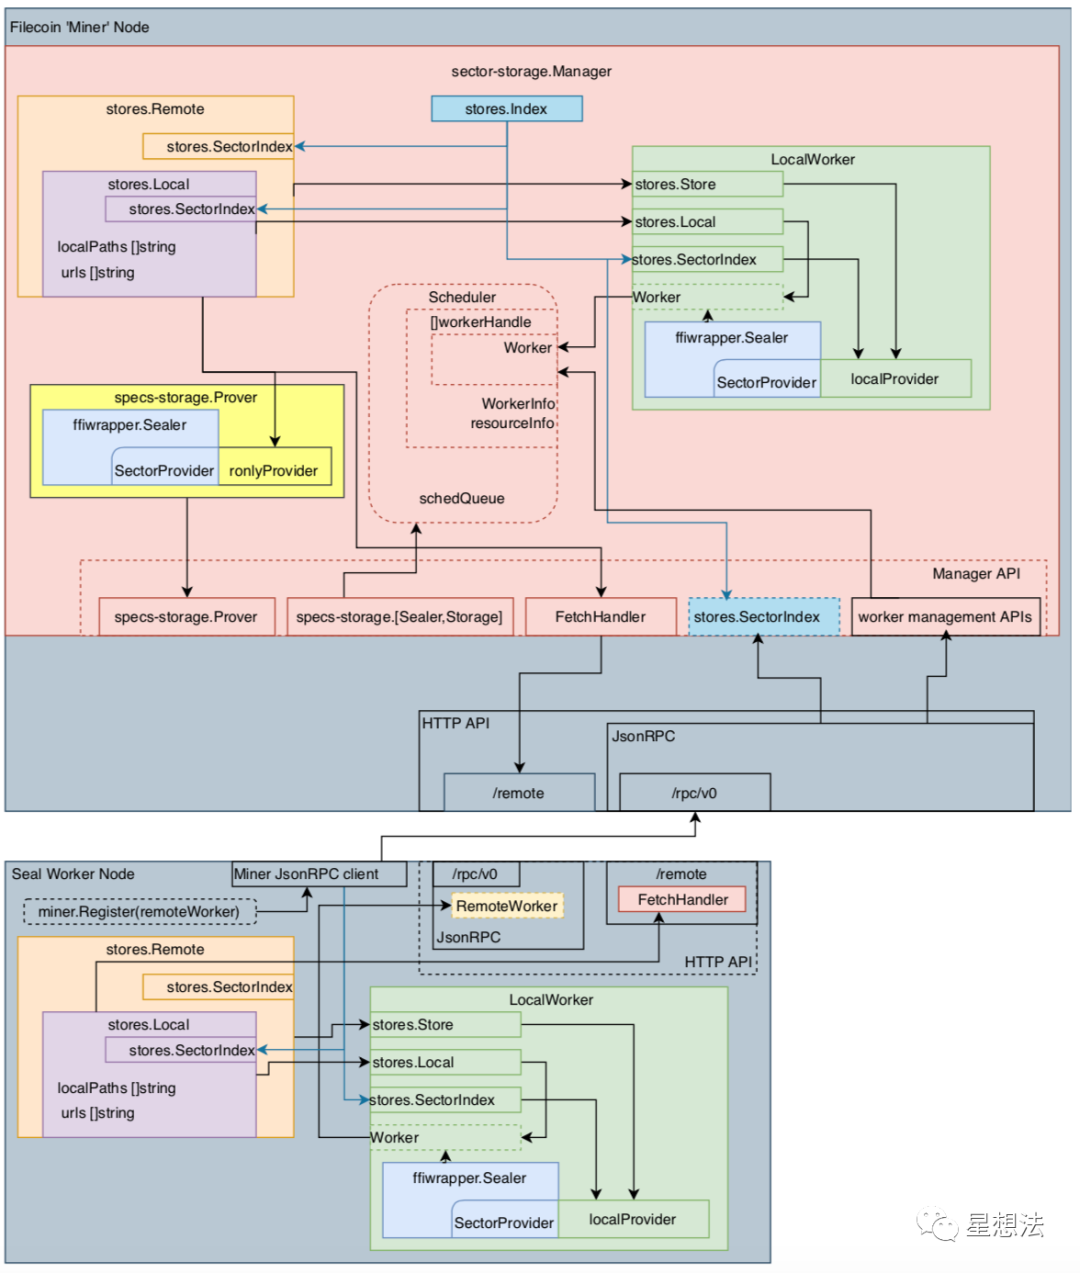 Filecoin 'Miner' Node
sector-storage.Manager
stores.Remote
stores.Index
stores.SectorIndex
LocalWorker
stores.Local
stores.Store
stores.SectorIndex
stores.Local
localPaths []string
urls []string
stores.SectorIndex
Scheduler
Worker
[]workerHandle
ffiwrapper.Sealer
Worker
SectorProvider
localProvider
specs-storage.Prover
WorkerInfo
resourceInfo
ffiwrapper.Sealer
SectorProvider
ronlyProvider
schedQueue
Manager API
specs-storage.Prover
specs-storage.[Sealer,Storage]
FetchHandler
stores.SectorIndex
worker management APIs
HTTP API
JsonRPC
/remote
/rpc/v0
Seal Worker Node
Miner JsonRPC client
/rpc/v0
/remote
miner.Register(remoteWorker)
RemoteWorker
FetchHandler
JsonRPC
HTTP API
stores.Remote
stores.SectorIndex
LocalWorker
stores.Local
stores.Store
stores.SectorIndex
stores.Local
localPaths []string
urls []string
stores.SectorIndex
Worker
ffiwrapper.Sealer
SectorProvider
localProvider
星想法